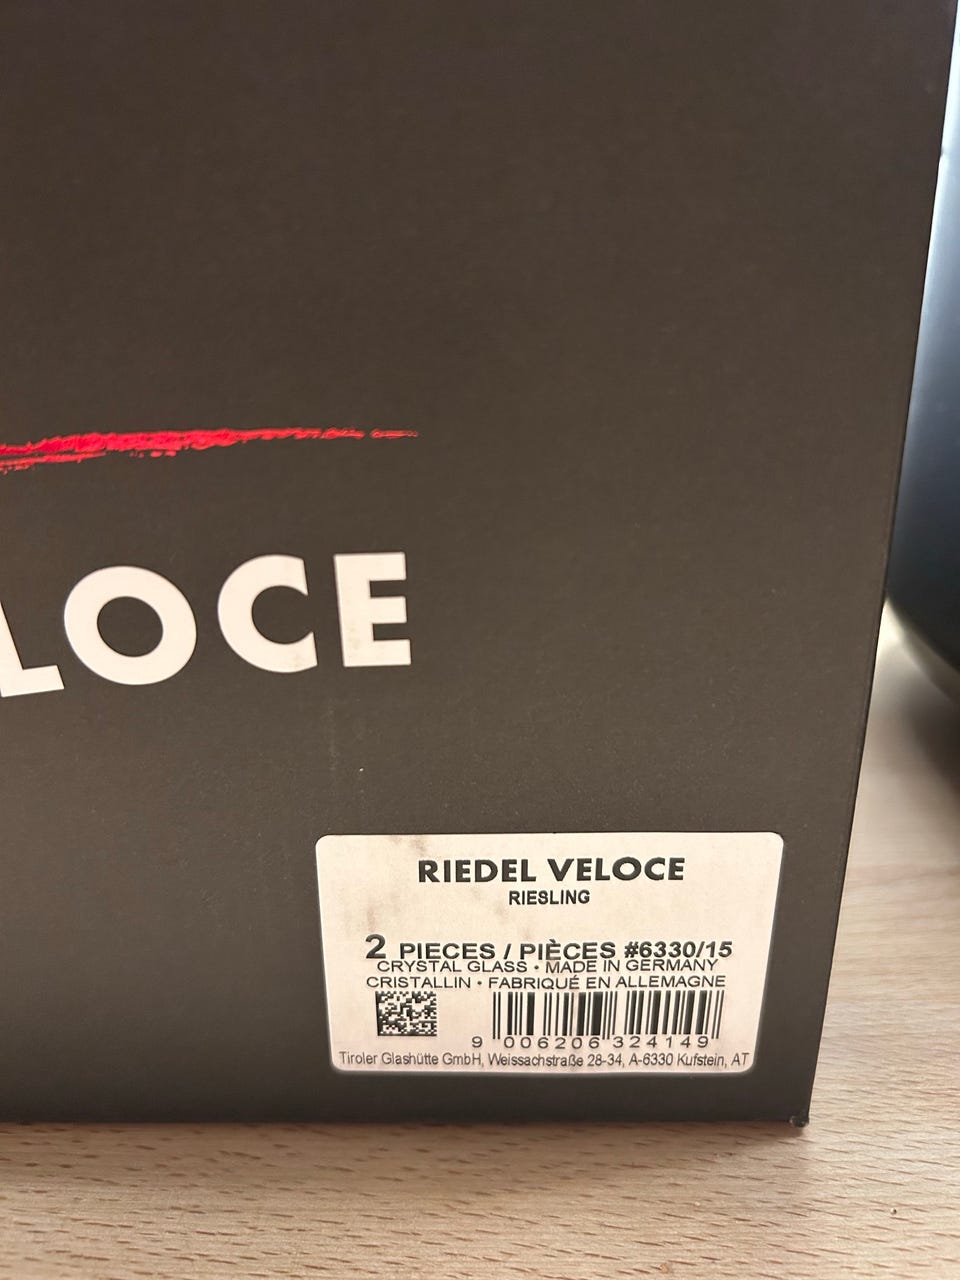 LOCE
RIEDEL VELOCE
RIESLING
2 PIECES / PIÈCES #6330/15
CRYSTAL GLASS • MADE IN GERMANY
CRISTALLIN • FABRIQUÉ EN ALLEMAGNE
9 006206 324149
Tiroler Glashütte GmbH, Weissachstraße 28-34, A-6330 Kufstein, AT